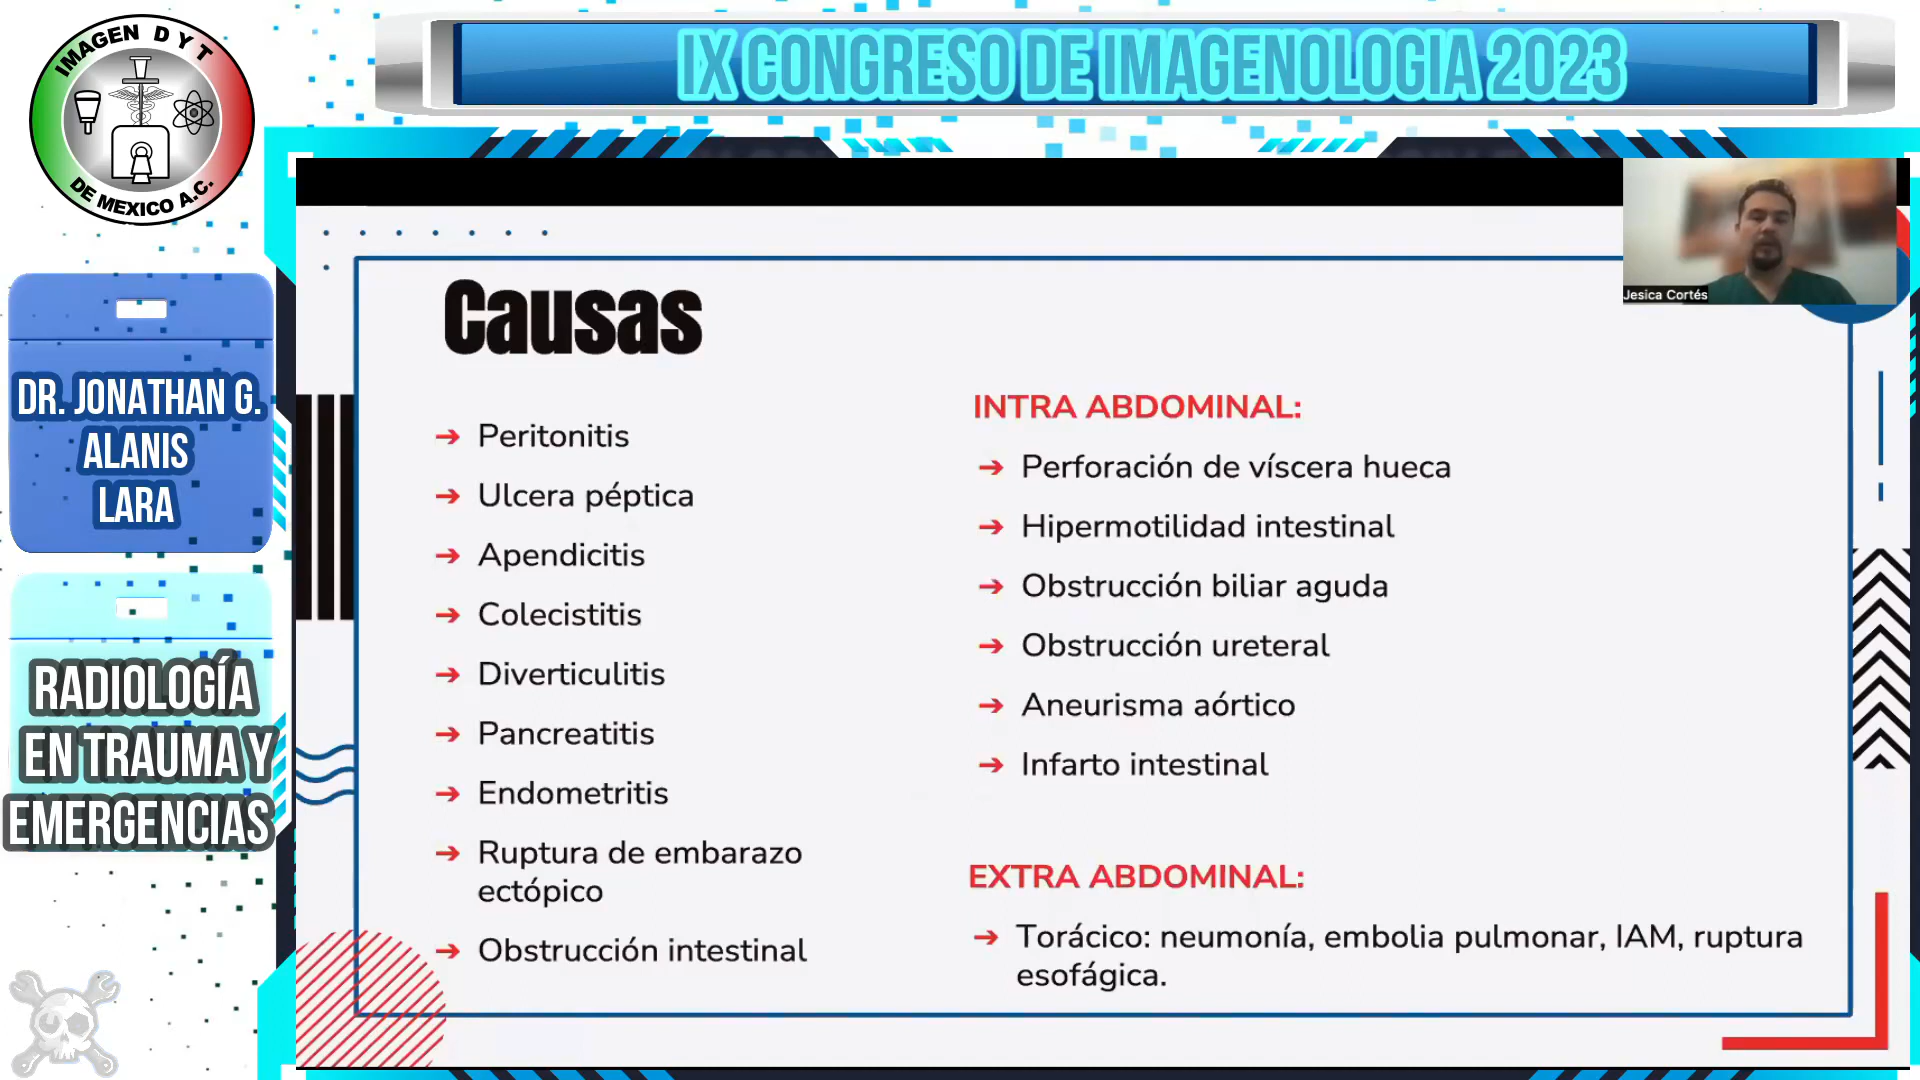 IMAGEN D Y T
DE MEXICO A.C.
IX CONGRESO DE IMAGENOLOGIA 2023
DR. JONATHAN G.
ALANIS
LARA
RADIOLOGÍA
EN TRAUMA Y
EMERGENCIAS
Jesica Cortés
Causas
➔ Peritonitis
➔ Ulcera péptica
➔ Apendicitis
➔ Colecistitis
➔ Diverticulitis
➔ Pancreatitis
➔ Endometritis
➔ Ruptura de embarazo
ectópico
➔ Obstrucción intestinal
INTRA ABDOMINAL:
➔ Perforación de víscera hueca
➔ Hipermotilidad intestinal
➔ Obstrucción biliar aguda
➔ Obstrucción ureteral
➔ Aneurisma aórtico
➔ Infarto intestinal
EXTRA ABDOMINAL:
➔ Torácico: neumonía, embolia pulmonar, IAM, ruptura
esofágica.